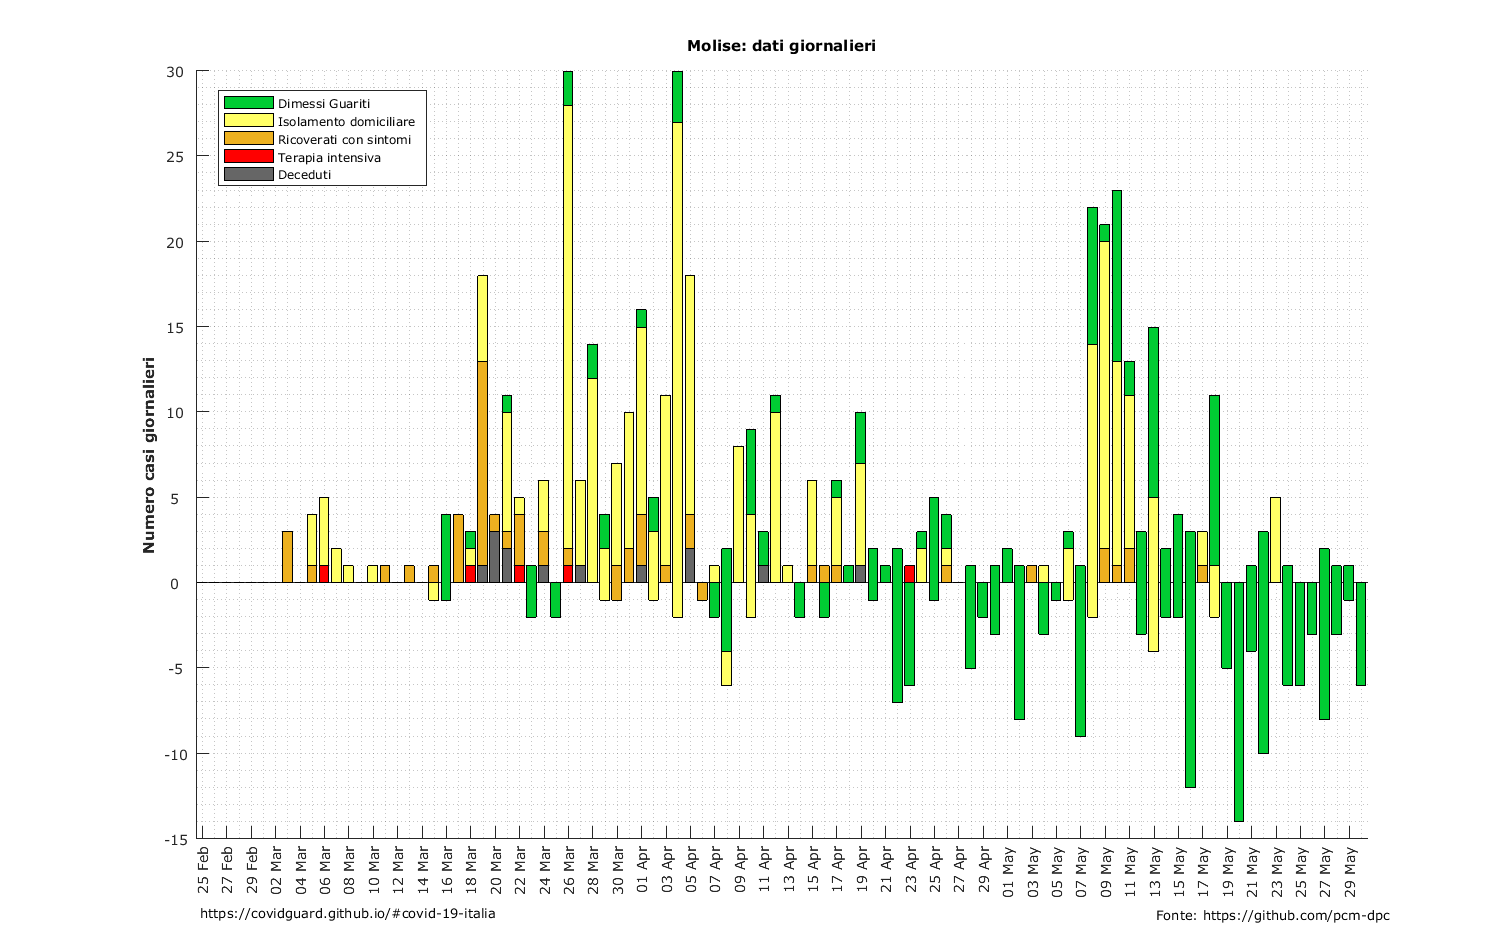 Molise: dati giornalieri
30
25
20
15
10
5
0
-5
-10
-15
Numero casi giornalieri
Dimessi Guariti
Isolamento domiciliare
Ricoverati con sintomi
Terapia intensiva
Deceduti
25 Feb
27 Feb
29 Feb
02 Mar
04 Mar
06 Mar
08 Mar
10 Mar
12 Mar
14 Mar
16 Mar
18 Mar
20 Mar
22 Mar
24 Mar
26 Mar
28 Mar
30 Mar
01 Apr
03 Apr
05 Apr
07 Apr
09 Apr
11 Apr
13 Apr
15 Apr
17 Apr
19 Apr
21 Apr
23 Apr
25 Apr
27 Apr
29 Apr
01 May
03 May
05 May
07 May
09 May
11 May
13 May
15 May
17 May
19 May
21 May
23 May
25 May
27 May
29 May
https://covidguard.github.io/#covid-19-italia
Fonte: https://github.com/pcm-dpc